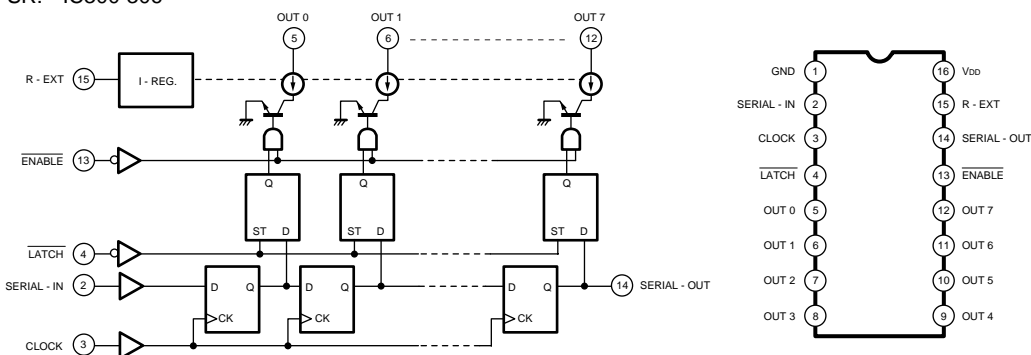 OUT 0 OUT 1 OUT 7
5 6 12
R - EXT 15 I - REG.
ENABLE 13
Q Q Q
ST D ST D ST D
LATCH 4
SERIAL - IN 2 D Q D Q D Q 14 SERIAL - OUT
CK CK CK
CLOCK 3
GND 1 16 VDD
SERIAL - IN 2 15 R - EXT
CLOCK 3 14 SERIAL - OUT
LATCH 4 13 ENABLE
OUT 0 5 12 OUT 7
OUT 1 6 11 OUT 6
OUT 2 7 10 OUT 5
OUT 3 8 9 OUT 4